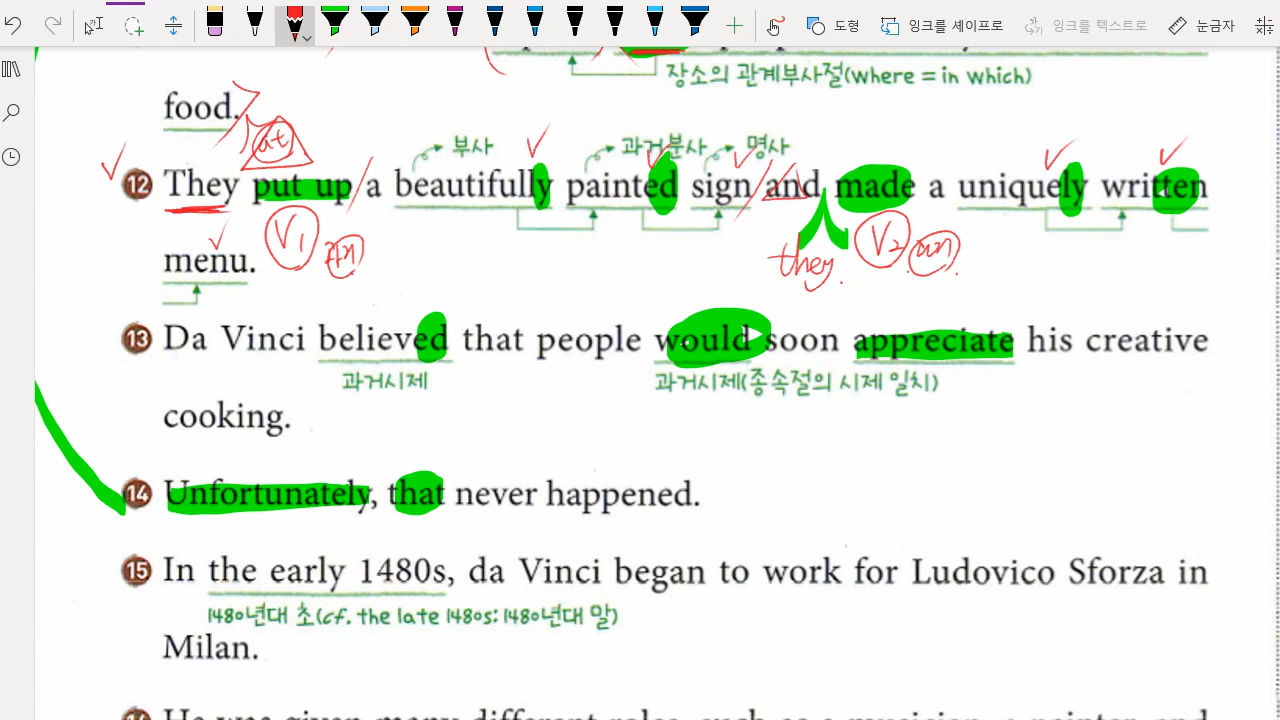 도형
잉크를 셰이프로
잉크를 텍스트로
눈금자
장소의 관계부사절(where = in which)
food.
at
부사
과거분사
명사
⑫ They put up / a beautifully painted sign / and made a uniquely written
V1
they.
V2
menu.
⑬ Da Vinci believed that people would soon appreciate his creative
과거시제
과거시제(종속절의 시제 일치)
cooking.
⑭ Unfortunately, that never happened.
⑮ In the early 1480s, da Vinci began to work for Ludovico Sforza in
1480년대 초(cf. the late 1480s: 1480년대 말)
Milan.